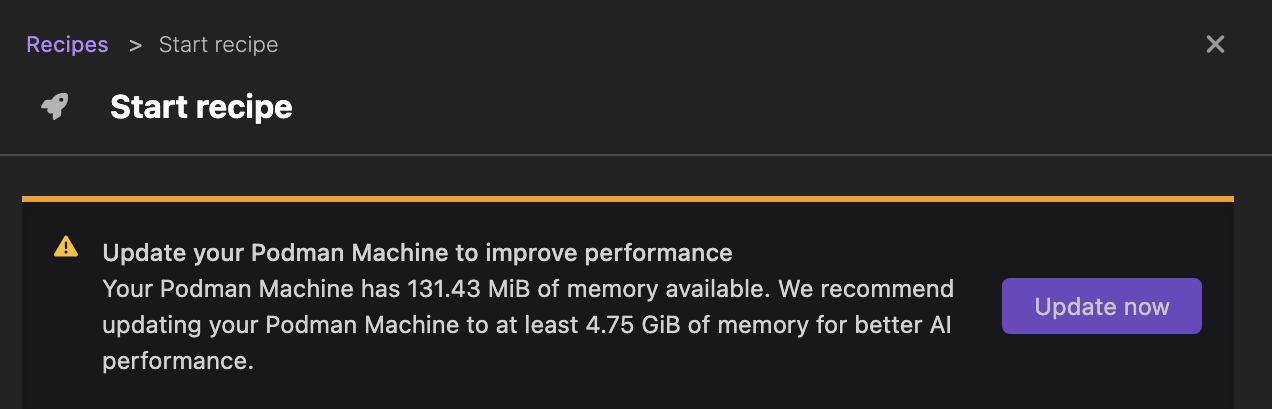 Recipes > Start recipe
Start recipe
Update your Podman Machine to improve performance
Your Podman Machine has 131.43 MiB of memory available. We recommend
updating your Podman Machine to at least 4.75 GiB of memory for better AI
performance.
Update now